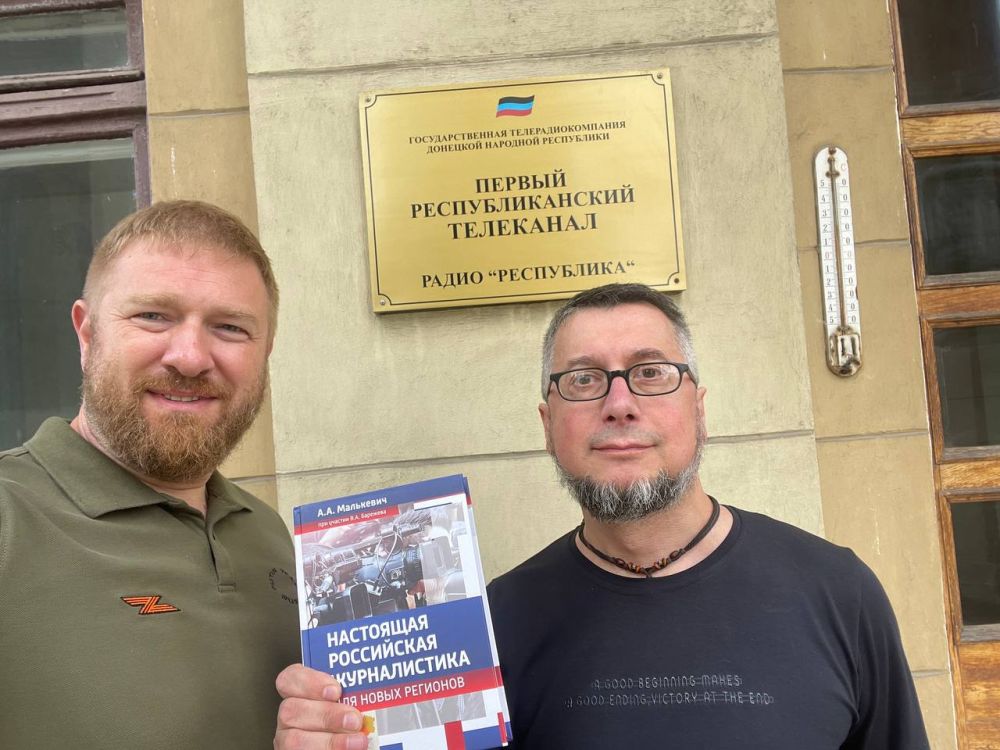 ГОСУДАРСТВЕННАЯ ТЕЛЕРАДИОКОМПАНИЯ
ДОНЕЦКОЙ НАРОДНОЙ РЕСПУБЛИКИ
ПЕРВЫЙ
РЕСПУБЛИКАНСКИЙ
ТЕЛЕКАНАЛ
РАДИО “РЕСПУБЛИКА“
А.А. Малькевич
при участии В.А. Барежева
НАСТОЯЩАЯ
РОССИЙСКАЯ
ЖУРНАЛИСТИКА
ДЛЯ НОВЫХ РЕГИОНОВ
A GOOD BEGINNING MAKES
A GOOD ENDING VICTORY AT THE END